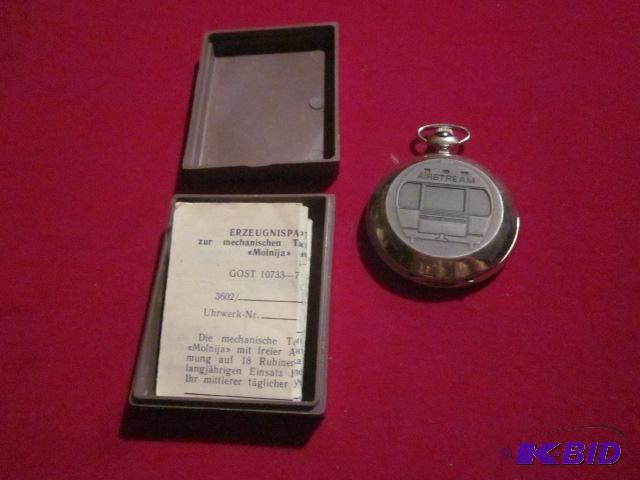 ERZEUGNISPA
zur mechanischen
«Molnija»
GOST 10733—7
3602/
Uhrwerk-Nr.
Die mechanische
«Molnija» mit freier
mung auf 18 Rubinen
langjährigen Einsatz
Ihr mittlerer täglicher
AIRSTREAM
K-BID